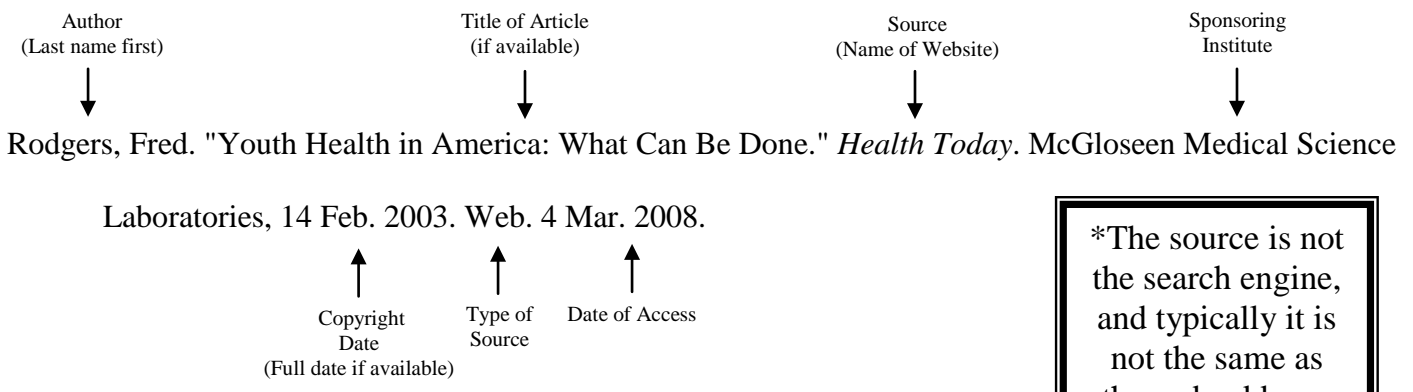 Author
(Last name first)
Title of Article
(if available)
Source
(Name of Website)
Sponsoring
Institute
Rodgers, Fred. "Youth Health in America: What Can Be Done." Health Today. McGloseen Medical Science
Laboratories, 14 Feb. 2003. Web. 4 Mar. 2008.
Copyright
Date
(Full date if available)
Type of
Source
Date of Access
*The source is not
the search engine,
and typically it is
not the same as